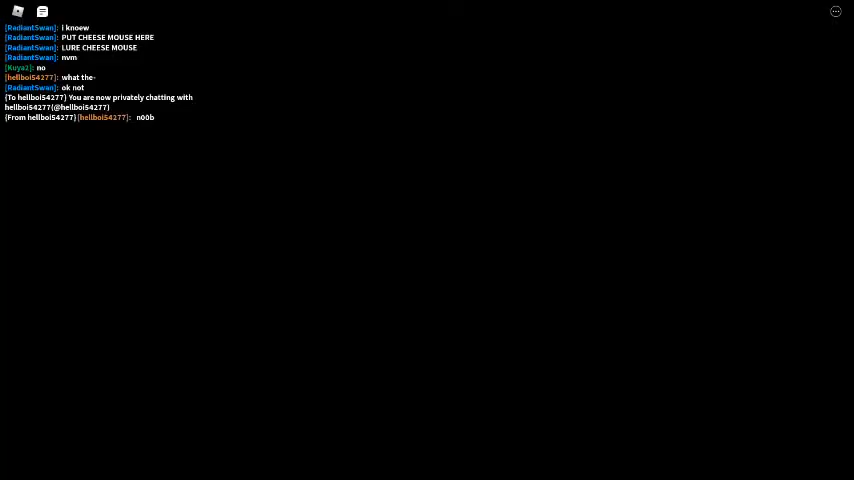 [RadiantSwan]: i knoew
[RadiantSwan]: PUT CHEESE MOUSE HERE
[RadiantSwan]: LURE CHEESE MOUSE
[RadiantSwan]: nvm
[Kuya2]: no
[hellboi54277]: what the-
[RadiantSwan]: ok not
{To hellboi54277} You are now privately chatting with
hellboi54277(@hellboi54277)
{From hellboi54277}[hellboi54277]: n00b